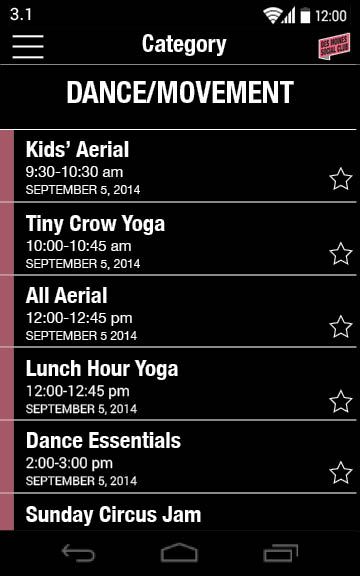 3.1
12:00
Category
DES MOINES
SOCIAL CLUB
DANCE/MOVEMENT
Kids' Aerial
9:30-10:30 am
SEPTEMBER 5, 2014
Tiny Crow Yoga
10:00-10:45 am
SEPTEMBER 5, 2014
All Aerial
12:00-12:45 pm
SEPTEMBER 5 2014
Lunch Hour Yoga
12:00-12:45 pm
SEPTEMBER 5, 2014
Dance Essentials
2:00-3:00 pm
SEPTEMBER 5, 2014
Sunday Circus Jam